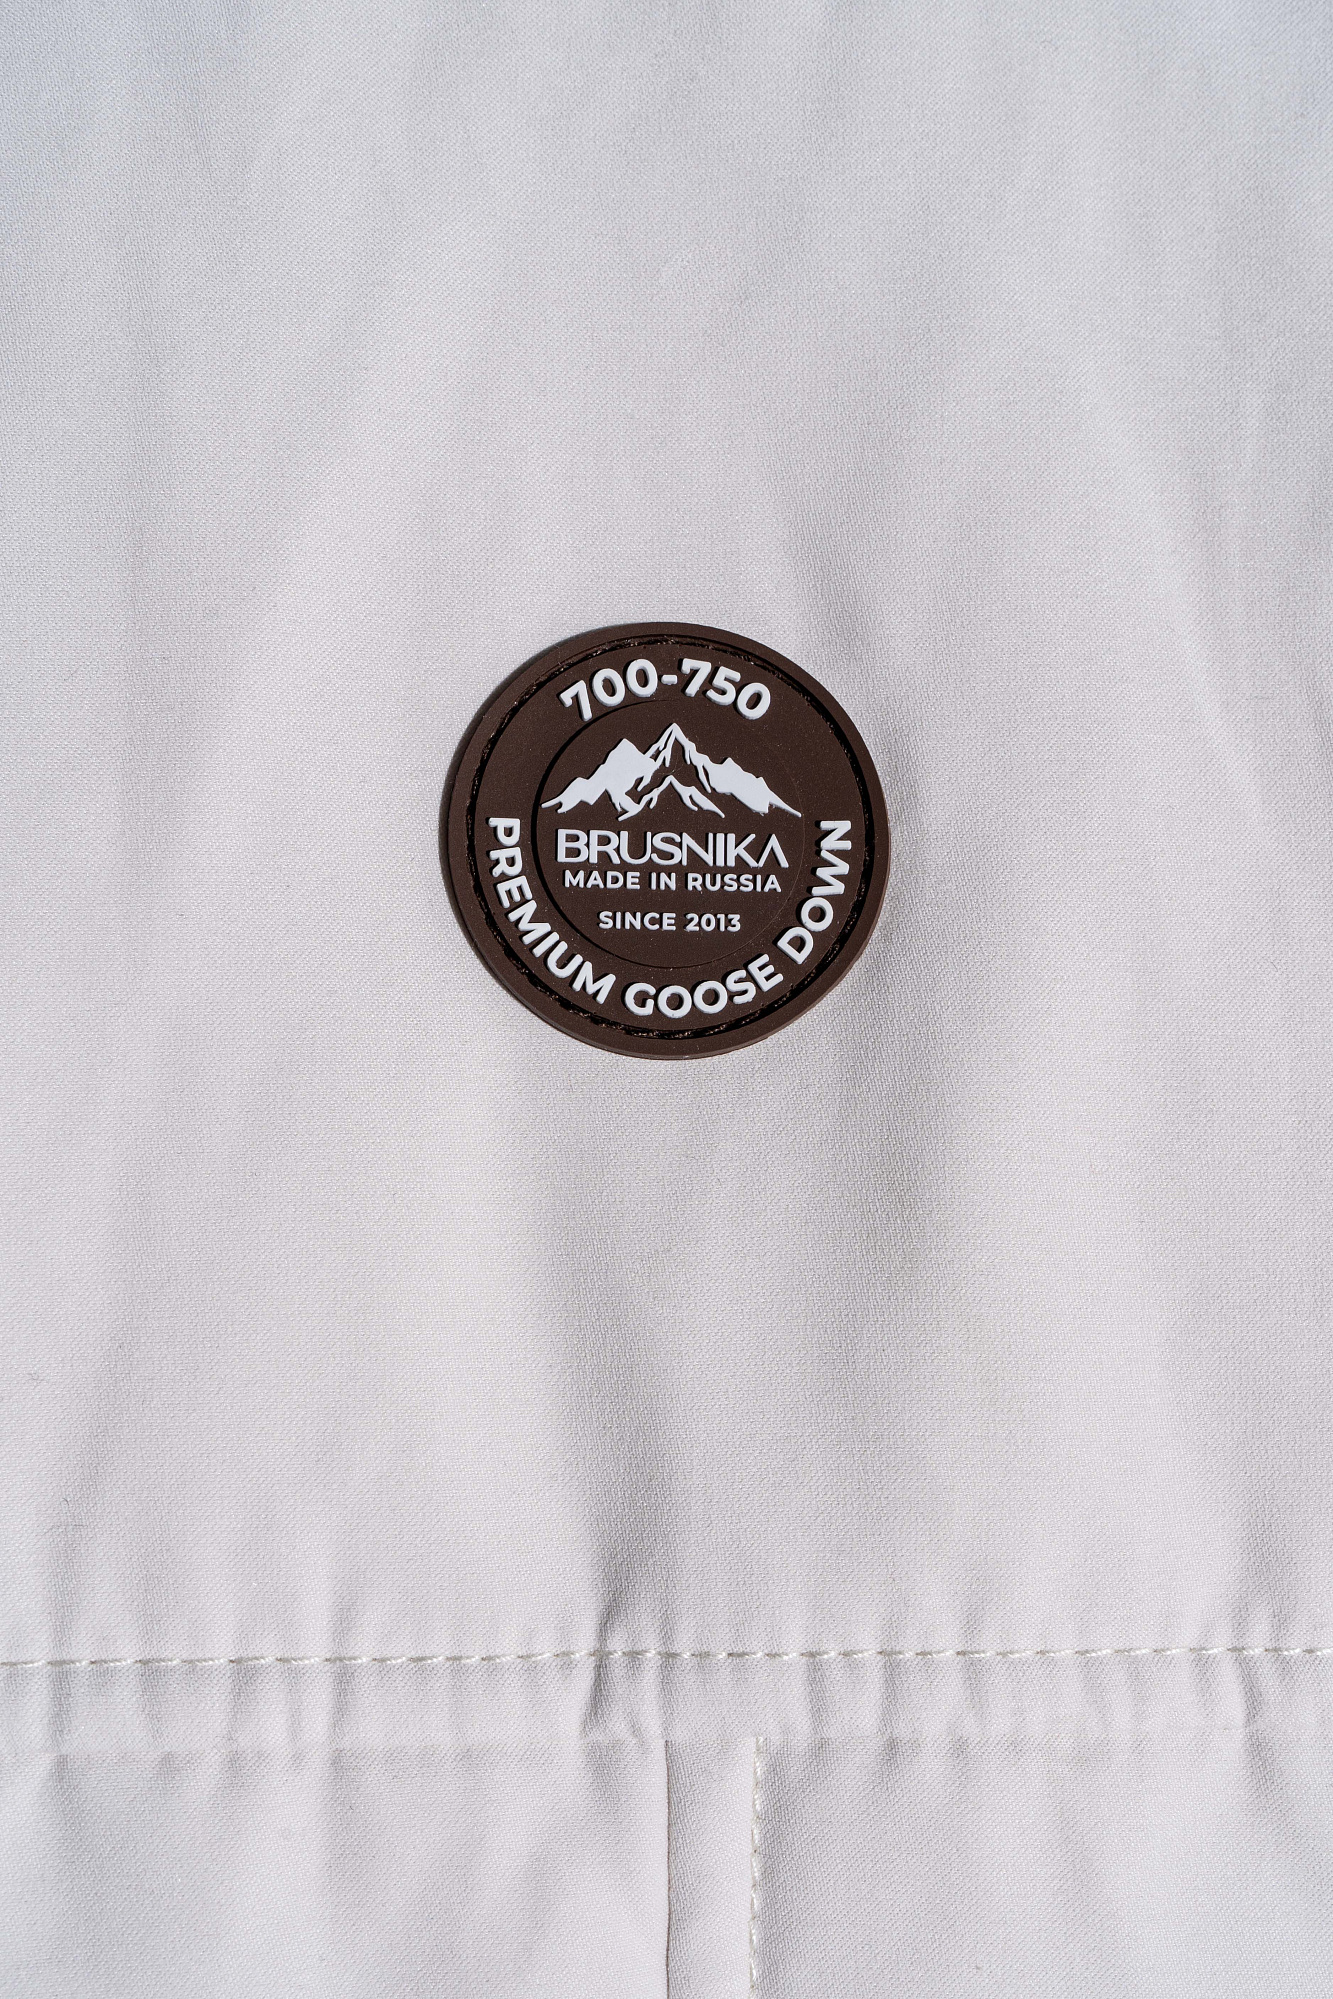 700-750
BRUSNIKA
MADE IN RUSSIA
SINCE 2013
PREMIUM GOOSE DOWN